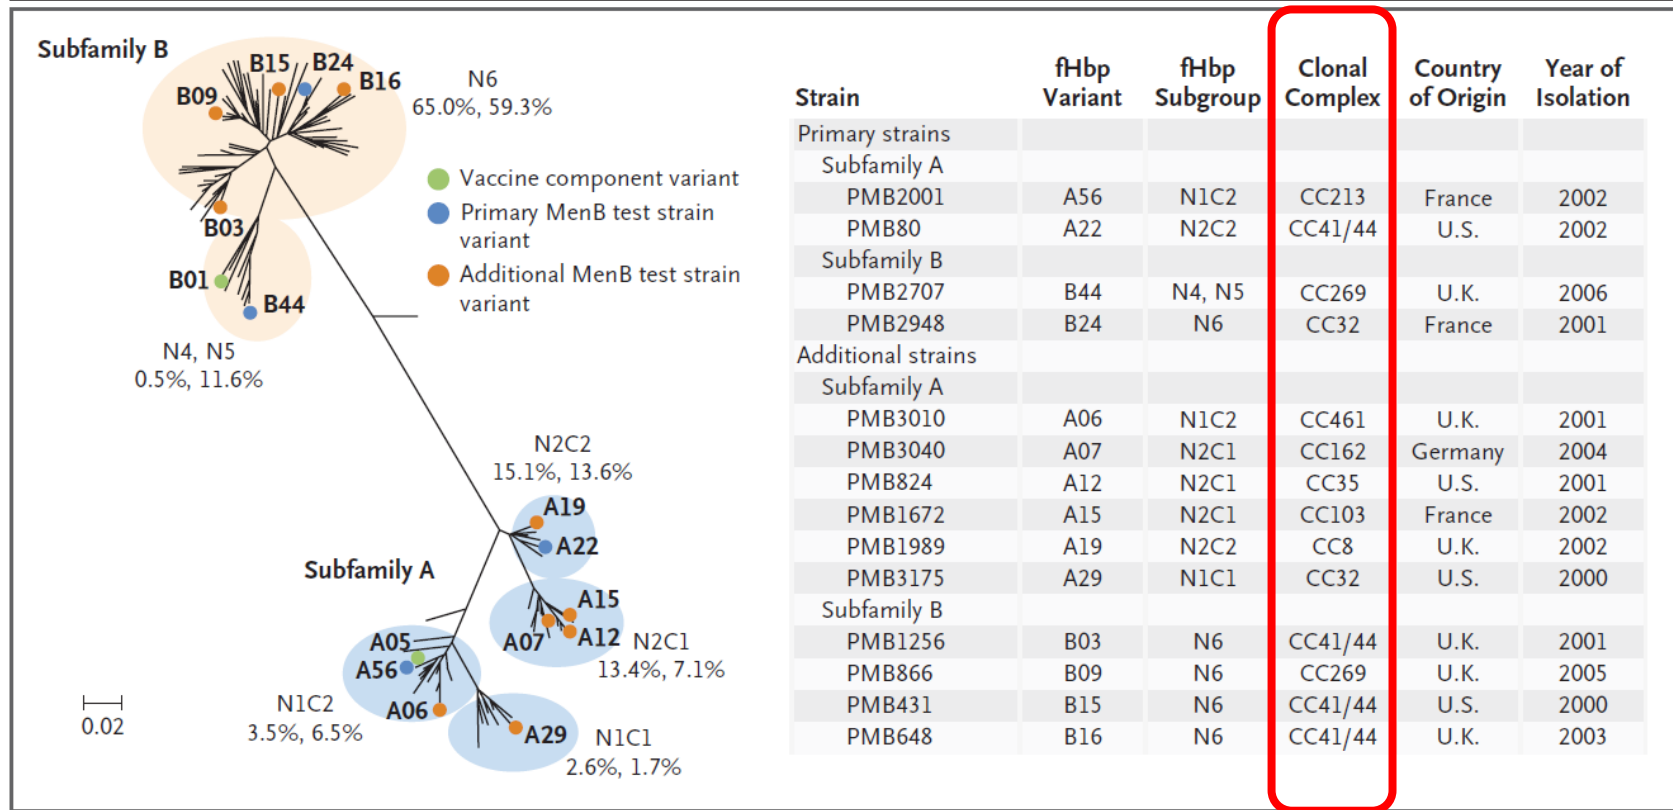 Subfamily B
B15
B24
B16
B09
N6
65.0%, 59.3%
Vaccine component variant
Primary MenB test strain
variant
Additional MenB test strain
variant
B03
B01
B44
N4, N5
0.5%, 11.6%
N2C2
15.1%, 13.6%
A19
A22
Subfamily A
A15
A07
A12
N2C1
13.4%, 7.1%
A05
A56
A06
N1C2
3.5%, 6.5%
A29
N1C1
2.6%, 1.7%
0.02
Strain fHbp Variant fHbp Subgroup Clonal Complex Country of Origin Year of Isolation
Primary strains
Subfamily A
PMB2001 A56 N1C2 CC213 France 2002
PMB80 A22 N2C2 CC41/44 U.S. 2002
Subfamily B
PMB2707 B44 N4, N5 CC269 U.K. 2006
PMB2948 B24 N6 CC32 France 2001
Additional strains
Subfamily A
PMB3010 A06 N1C2 CC461 U.K. 2001
PMB3040 A07 N2C1 CC162 Germany 2004
PMB824 A12 N2C1 CC35 U.S. 2001
PMB1672 A15 N2C1 CC103 France 2002
PMB1989 A19 N2C2 CC8 U.K. 2002
PMB3175 A29 N1C1 CC32 U.S. 2000
Subfamily B
PMB1256 B03 N6 CC41/44 U.K. 2001
PMB866 B09 N6 CC269 U.K. 2005
PMB431 B15 N6 CC41/44 U.S. 2000
PMB648 B16 N6 CC41/44 U.K. 2003